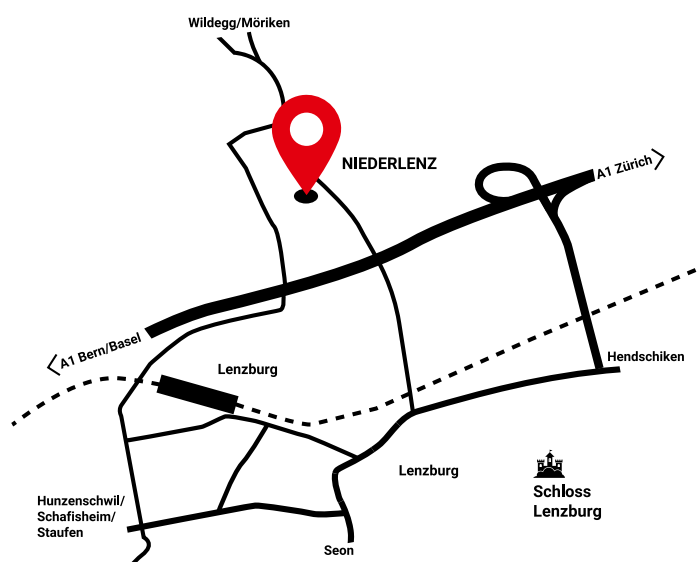 Wildegg/Möriken
NIEDERLENZ
A1 Zürich
A1 Bern/Basel
Hendschiken
Lenzburg
Lenzburg
Schloss
Lenzburg
Hunzenschwil/
Schafisheim/
Staufen
Seon